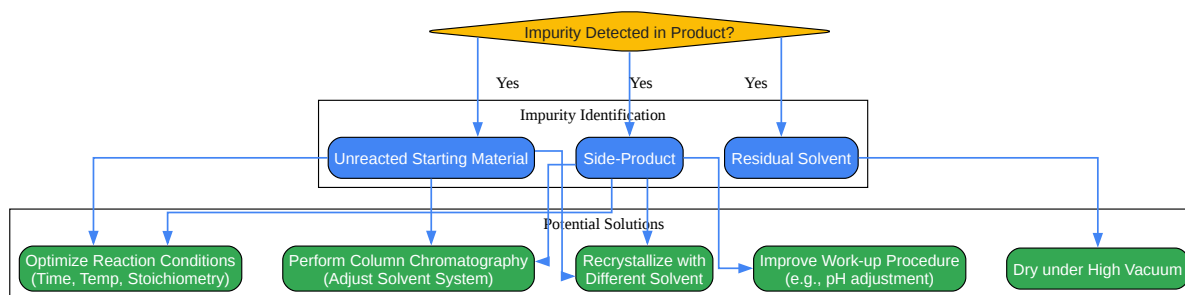 Impurity Detected in Product?
Yes
Yes
Yes
Impurity Identification
Unreacted Starting Material
Side-Product
Residual Solvent
Potential Solutions
Optimize Reaction Conditions
(Time, Temp, Stoichiometry)
Perform Column Chromatography
(Adjust Solvent System)
Recrystallize with
Different Solvent
Improve Work-up Procedure
(e.g., pH adjustment)
Dry under High Vacuum